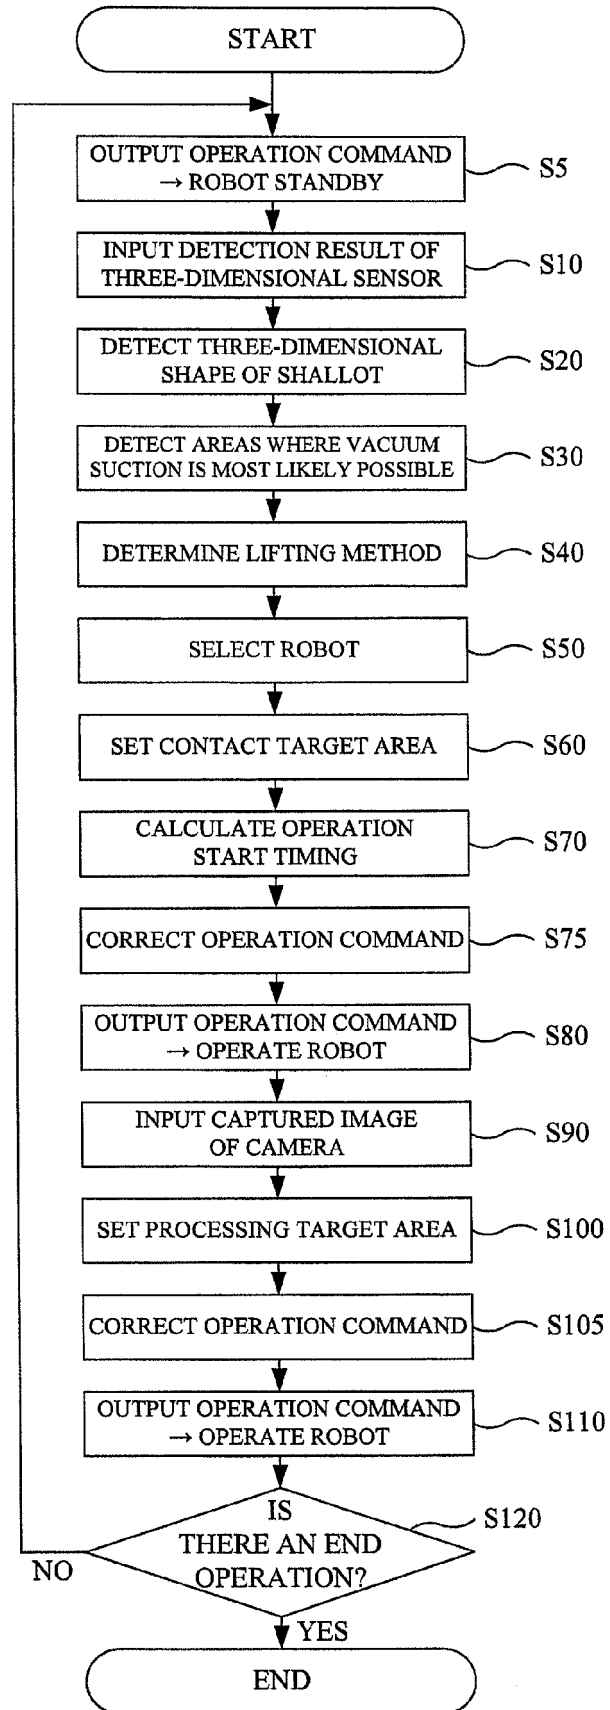 START
OUTPUT OPERATION COMMAND
→ ROBOT STANDBY
S5
INPUT DETECTION RESULT OF
THREE-DIMENSIONAL SENSOR
S10
DETECT THREE-DIMENSIONAL
SHAPE OF SHALLOT
S20
DETECT AREAS WHERE VACUUM
SUCTION IS MOST LIKELY POSSIBLE
S30
DETERMINE LIFTING METHOD
S40
SELECT ROBOT
S50
SET CONTACT TARGET AREA
S60
CALCULATE OPERATION
START TIMING
S70
CORRECT OPERATION COMMAND
S75
OUTPUT OPERATION COMMAND
→ OPERATE ROBOT
S80
INPUT CAPTURED IMAGE
OF CAMERA
S90
SET PROCESSING TARGET AREA
S100
CORRECT OPERATION COMMAND
S105
OUTPUT OPERATION COMMAND
→ OPERATE ROBOT
S110
IS
THERE AN END
OPERATION?
S120
NO
YES
END